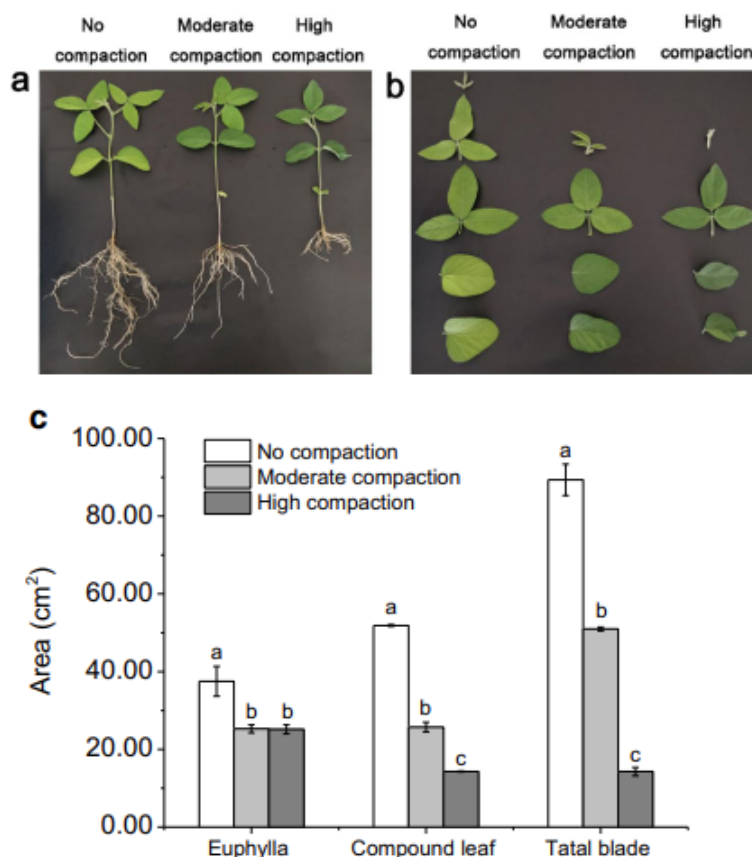 No Moderate High
compaction compaction compaction
a
No Moderate High
compaction compaction compaction
b
c
100.00
80.00
60.00
40.00
20.00
0.00
Area (cm²)
No compaction
Moderate compaction
High compaction
a
b
b
a
b
c
a
b
c
Euphylla Compound leaf Tatal blade